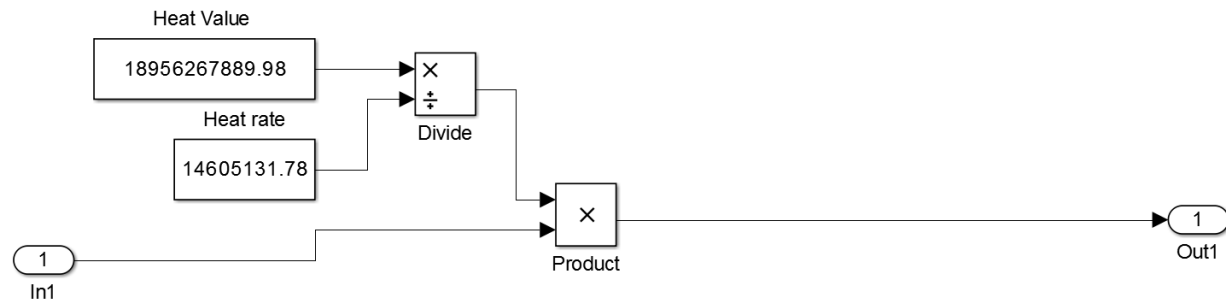 Heat Value
18956267889.98
×
÷
Divide
Heat rate
14605131.78
×
Product
1
In1
1
Out1